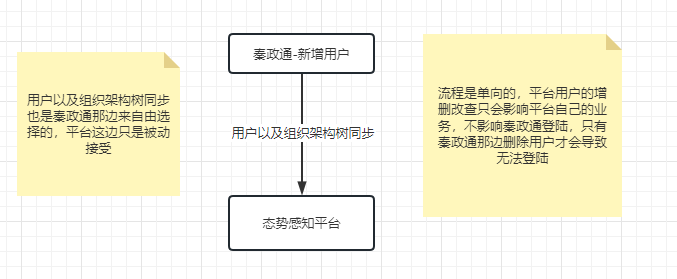 秦政通-新增用户
用户以及组织架构树同步
也是秦政通那边来自由选
择的，平台这边只是被动
接受
流程是单向的，平台用户的增
删改查只会影响平台自己的业
务，不影响秦政通登陆，只有
秦政通那边删除用户才会导致
无法登陆
用户以及组织架构树同步
态势感知平台